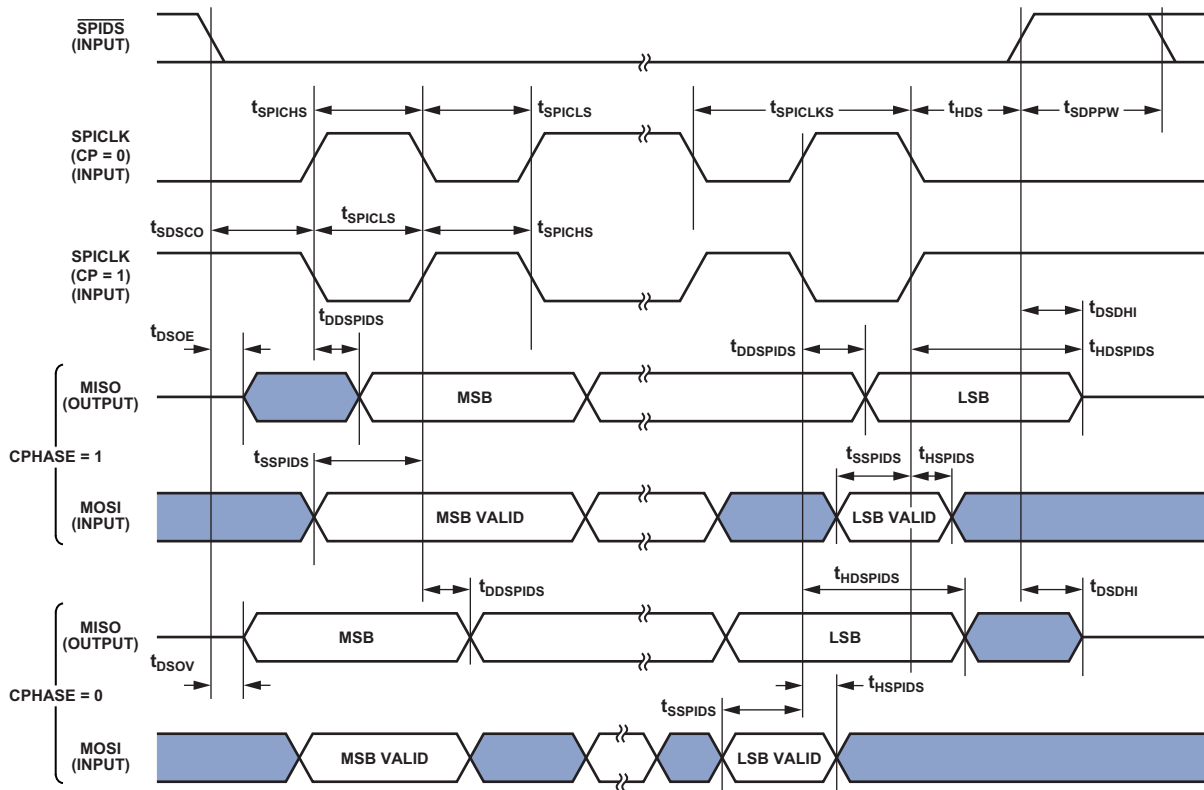 SPIDS
(INPUT)
tSPICHS
tSPICLS
tSPICLKS
tHDS
tSDPPW
SPICLK
(CP = 0)
(INPUT)
tSDSCO
tSPICLS
tSPICHS
SPICLK
(CP = 1)
(INPUT)
tDSOE
tDDSPIDS
tDDSPIDS
tDSDHI
tHDSPIDS
MISO
(OUTPUT)
MSB
LSB
CPHASE = 1
tSSPIDS
tSSPIDS
tHSPIDS
MOSI
(INPUT)
MSB VALID
LSB VALID
tDDSPIDS
tHDSPIDS
tDSDHI
MISO
(OUTPUT)
MSB
LSB
tDSOV
CPHASE = 0
tSSPIDS
tHSPIDS
MOSI
(INPUT)
MSB VALID
LSB VALID